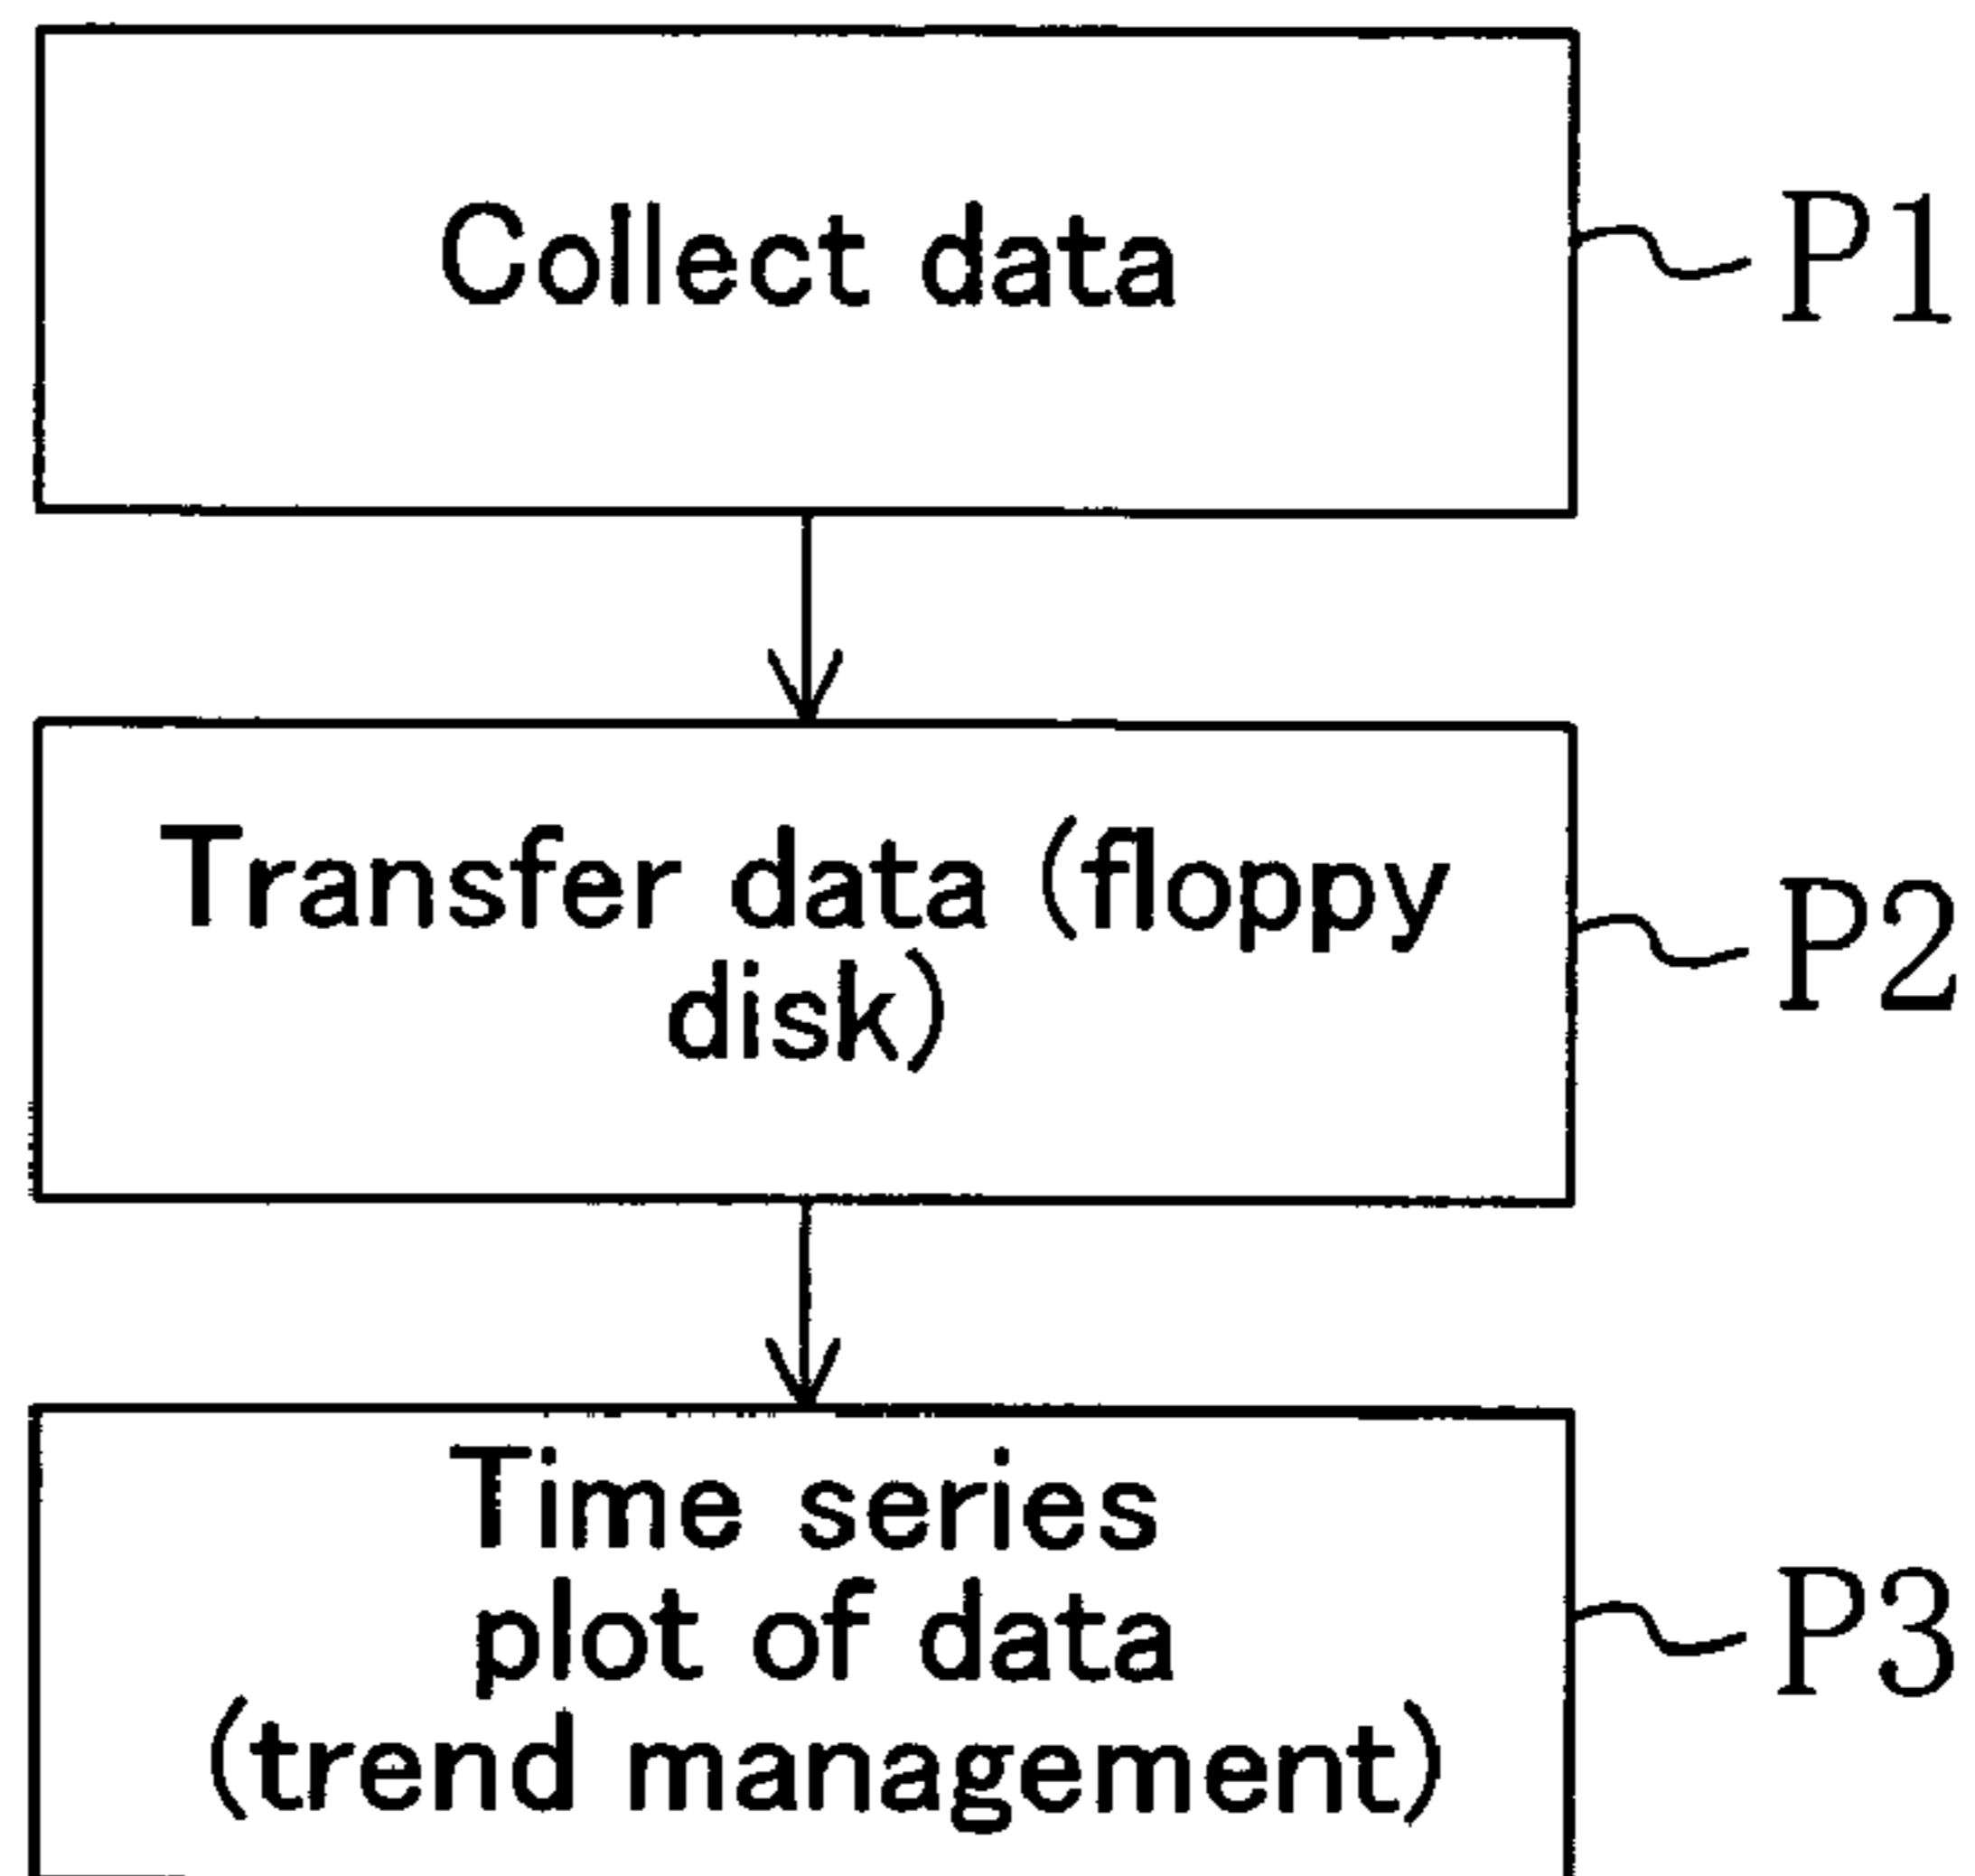 Collect data
P1
Transfer data (floppy
disk)
P2
Time series
plot of data
(trend management)
P3